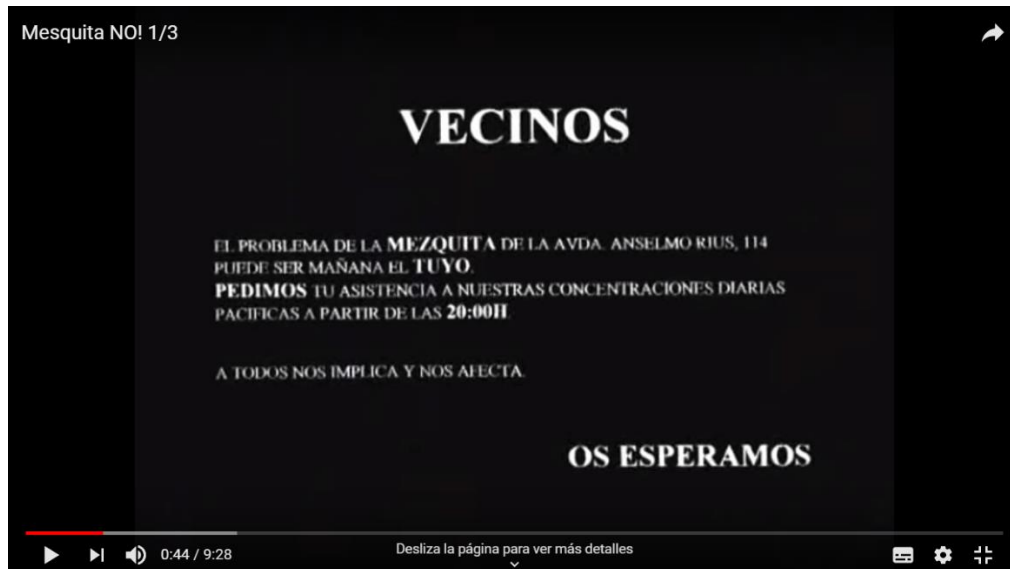 Mesquita NO! 1/3
VECINOS
EL PROBLEMA DE LA MEZQUITA DE LA AVDA. ANSELMO RIUS, 114
PUEDE SER MAÑANA EL TUYO.
PEDIMOS TU ASISTENCIA A NUESTRAS CONCENTRACIONES DIARIAS
PACIFICAS A PARTIR DE LAS 20:00H.
A TODOS NOS IMPLICA Y NOS AFECTA.
OS ESPERAMOS
0:44 / 9:28
Desliza la página para ver más detalles